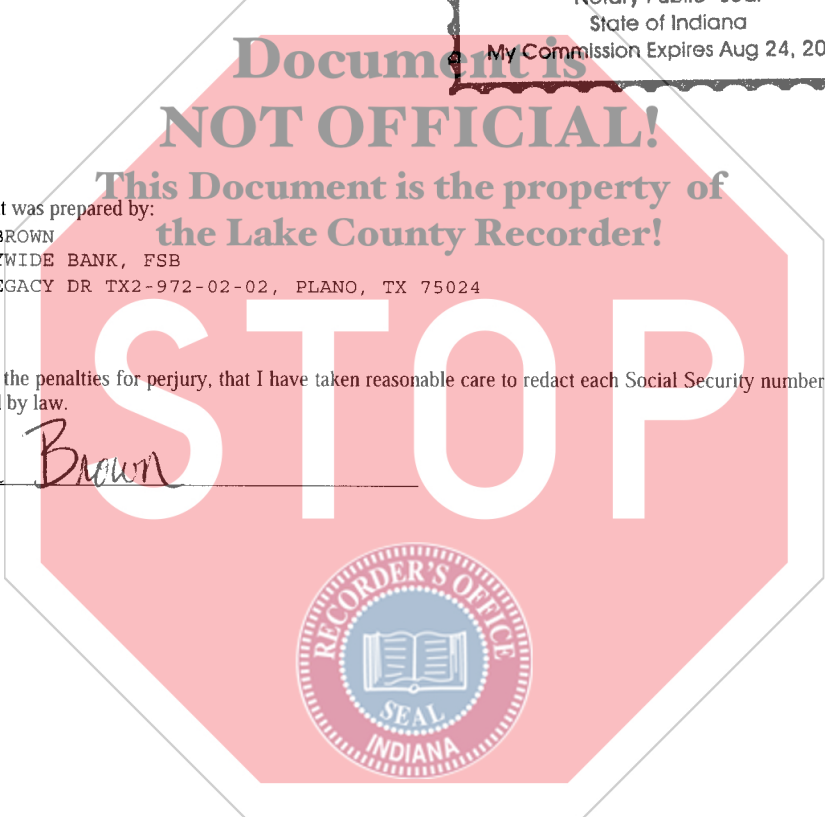 Notary Public Seal
State of Indiana
My Commission Expires Aug 24, 20
Document is
NOT OFFICIAL!
This Document is the property of
the Lake County Recorder!
t was prepared by:
BROWN
YWIDE BANK, FSB
EGACY DR TX2-972-02-02, PLANO, TX 75024
STOP
the penalties for perjury, that I have taken reasonable care to redact each Social Security number
by law.
Brown
RECORDER'S OFFICE
SEAL
INDIANA